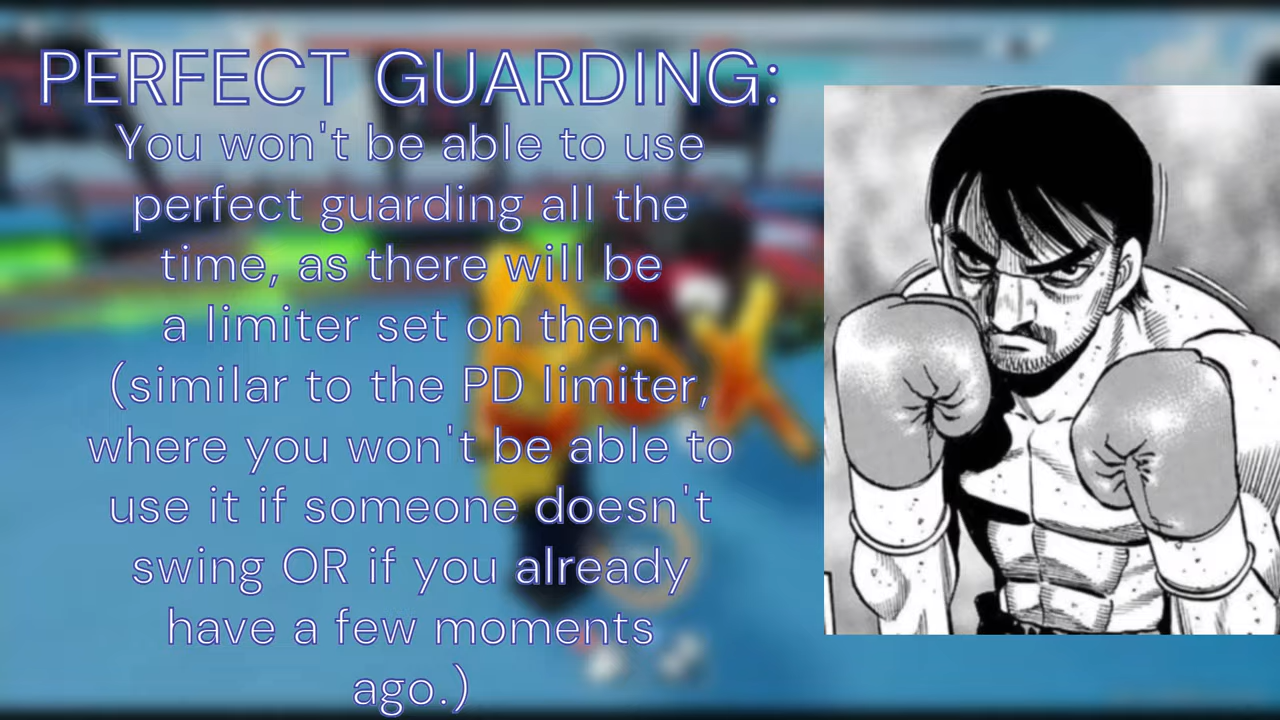 PERFECT GUARDING:
You won't be able to use
perfect guarding all the
time, as there will be
a limiter set on them
(similar to the PD limiter,
where you won't be able to
use it if someone doesn't
swing OR if you already
have a few moments
ago.)